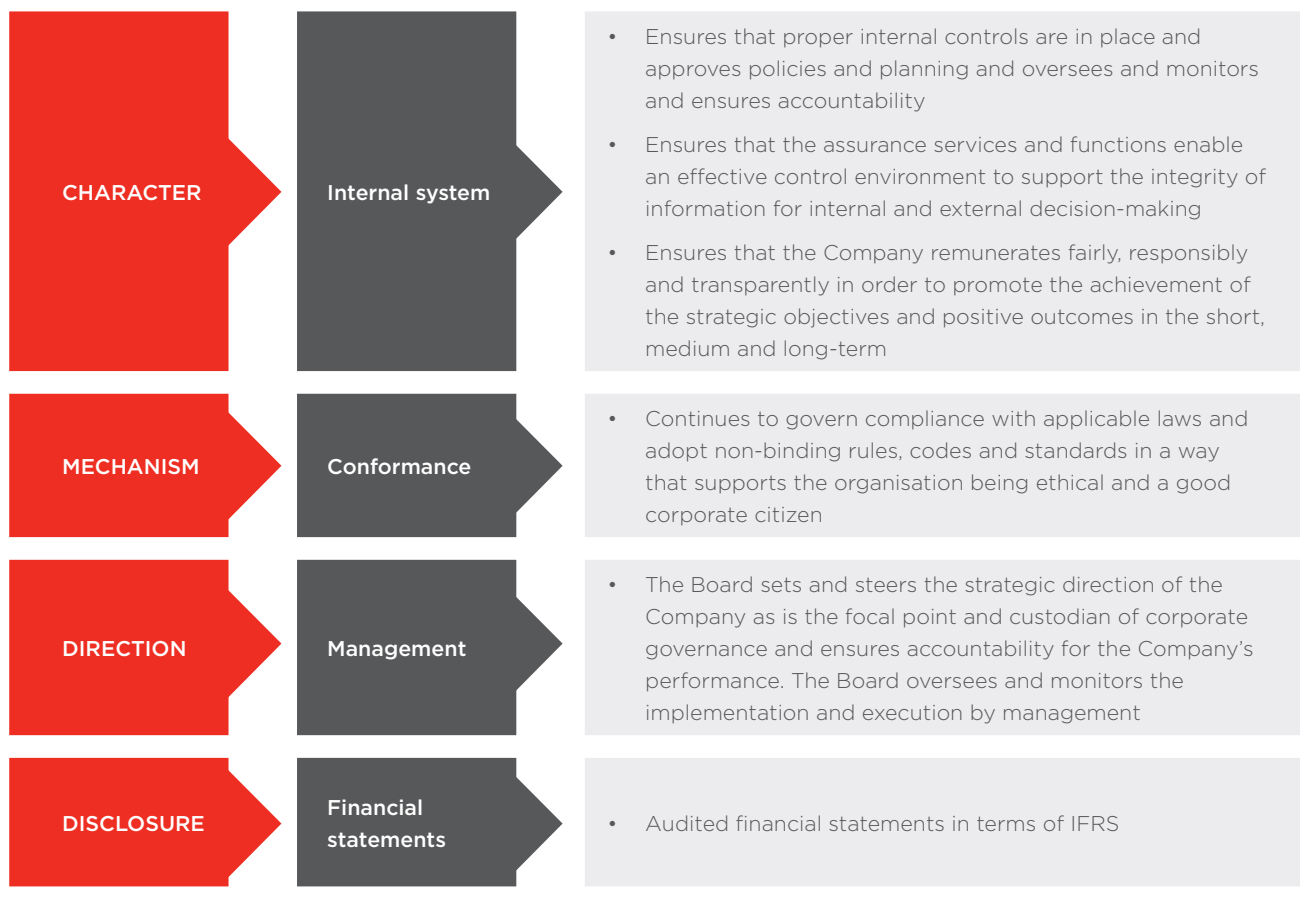 CHARACTER
Internal system
• Ensures that proper internal controls are in place and
approves policies and planning and oversees and monitors
and ensures accountability
• Ensures that the assurance services and functions enable
an effective control environment to support the integrity of
information for internal and external decision-making
• Ensures that the Company remunerates fairly, responsibly
and transparently in order to promote the achievement of
the strategic objectives and positive outcomes in the short,
medium and long-term
MECHANISM
Conformance
• Continues to govern compliance with applicable laws and
adopt non-binding rules, codes and standards in a way
that supports the organisation being ethical and a good
corporate citizen
DIRECTION
Management
• The Board sets and steers the strategic direction of the
Company as is the focal point and custodian of corporate
governance and ensures accountability for the Company’s
performance. The Board oversees and monitors the
implementation and execution by management
DISCLOSURE
Financial
statements
• Audited financial statements in terms of IFRS